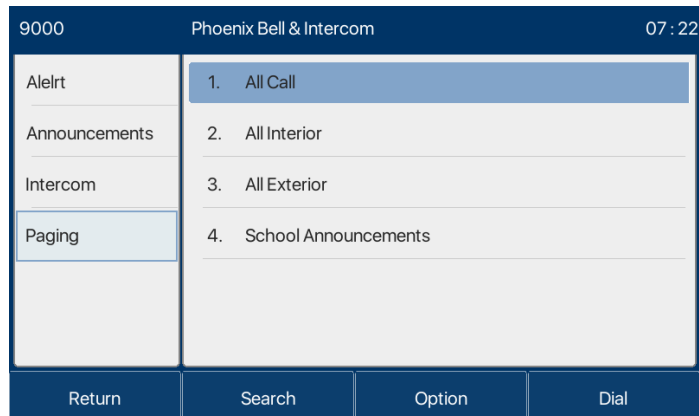 9000 Phoenix Bell & Intercom 07:22
Alelrt
Announcements
Intercom
Paging
1. All Call
2. All Interior
3. All Exterior
4. School Announcements
Return Search Option Dial